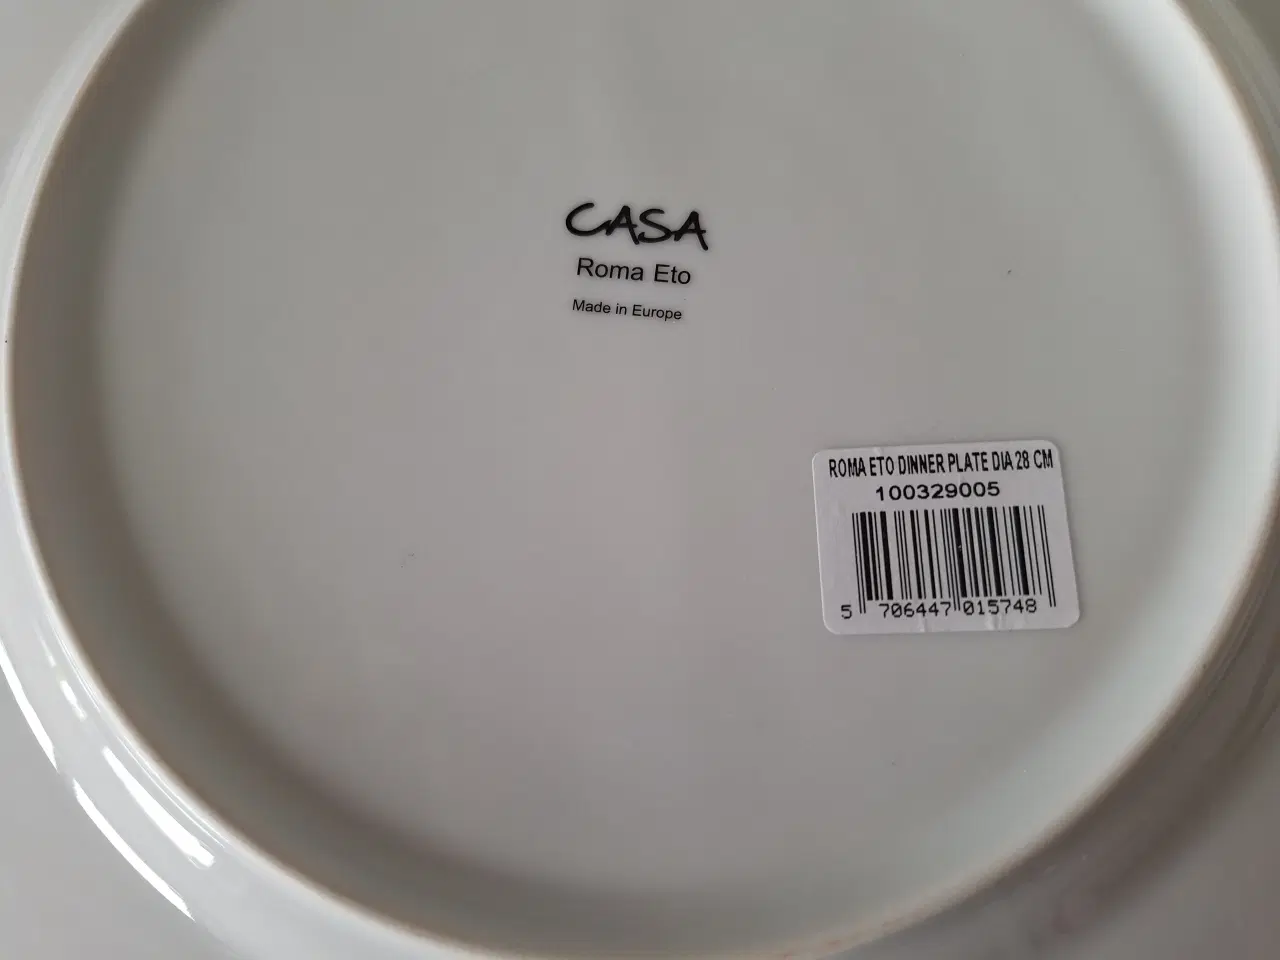 CASA
Roma Eto
Made in Europe
ROMA ETO DINNER PLATE DIA 28 CM
100329005
5 706447 015748